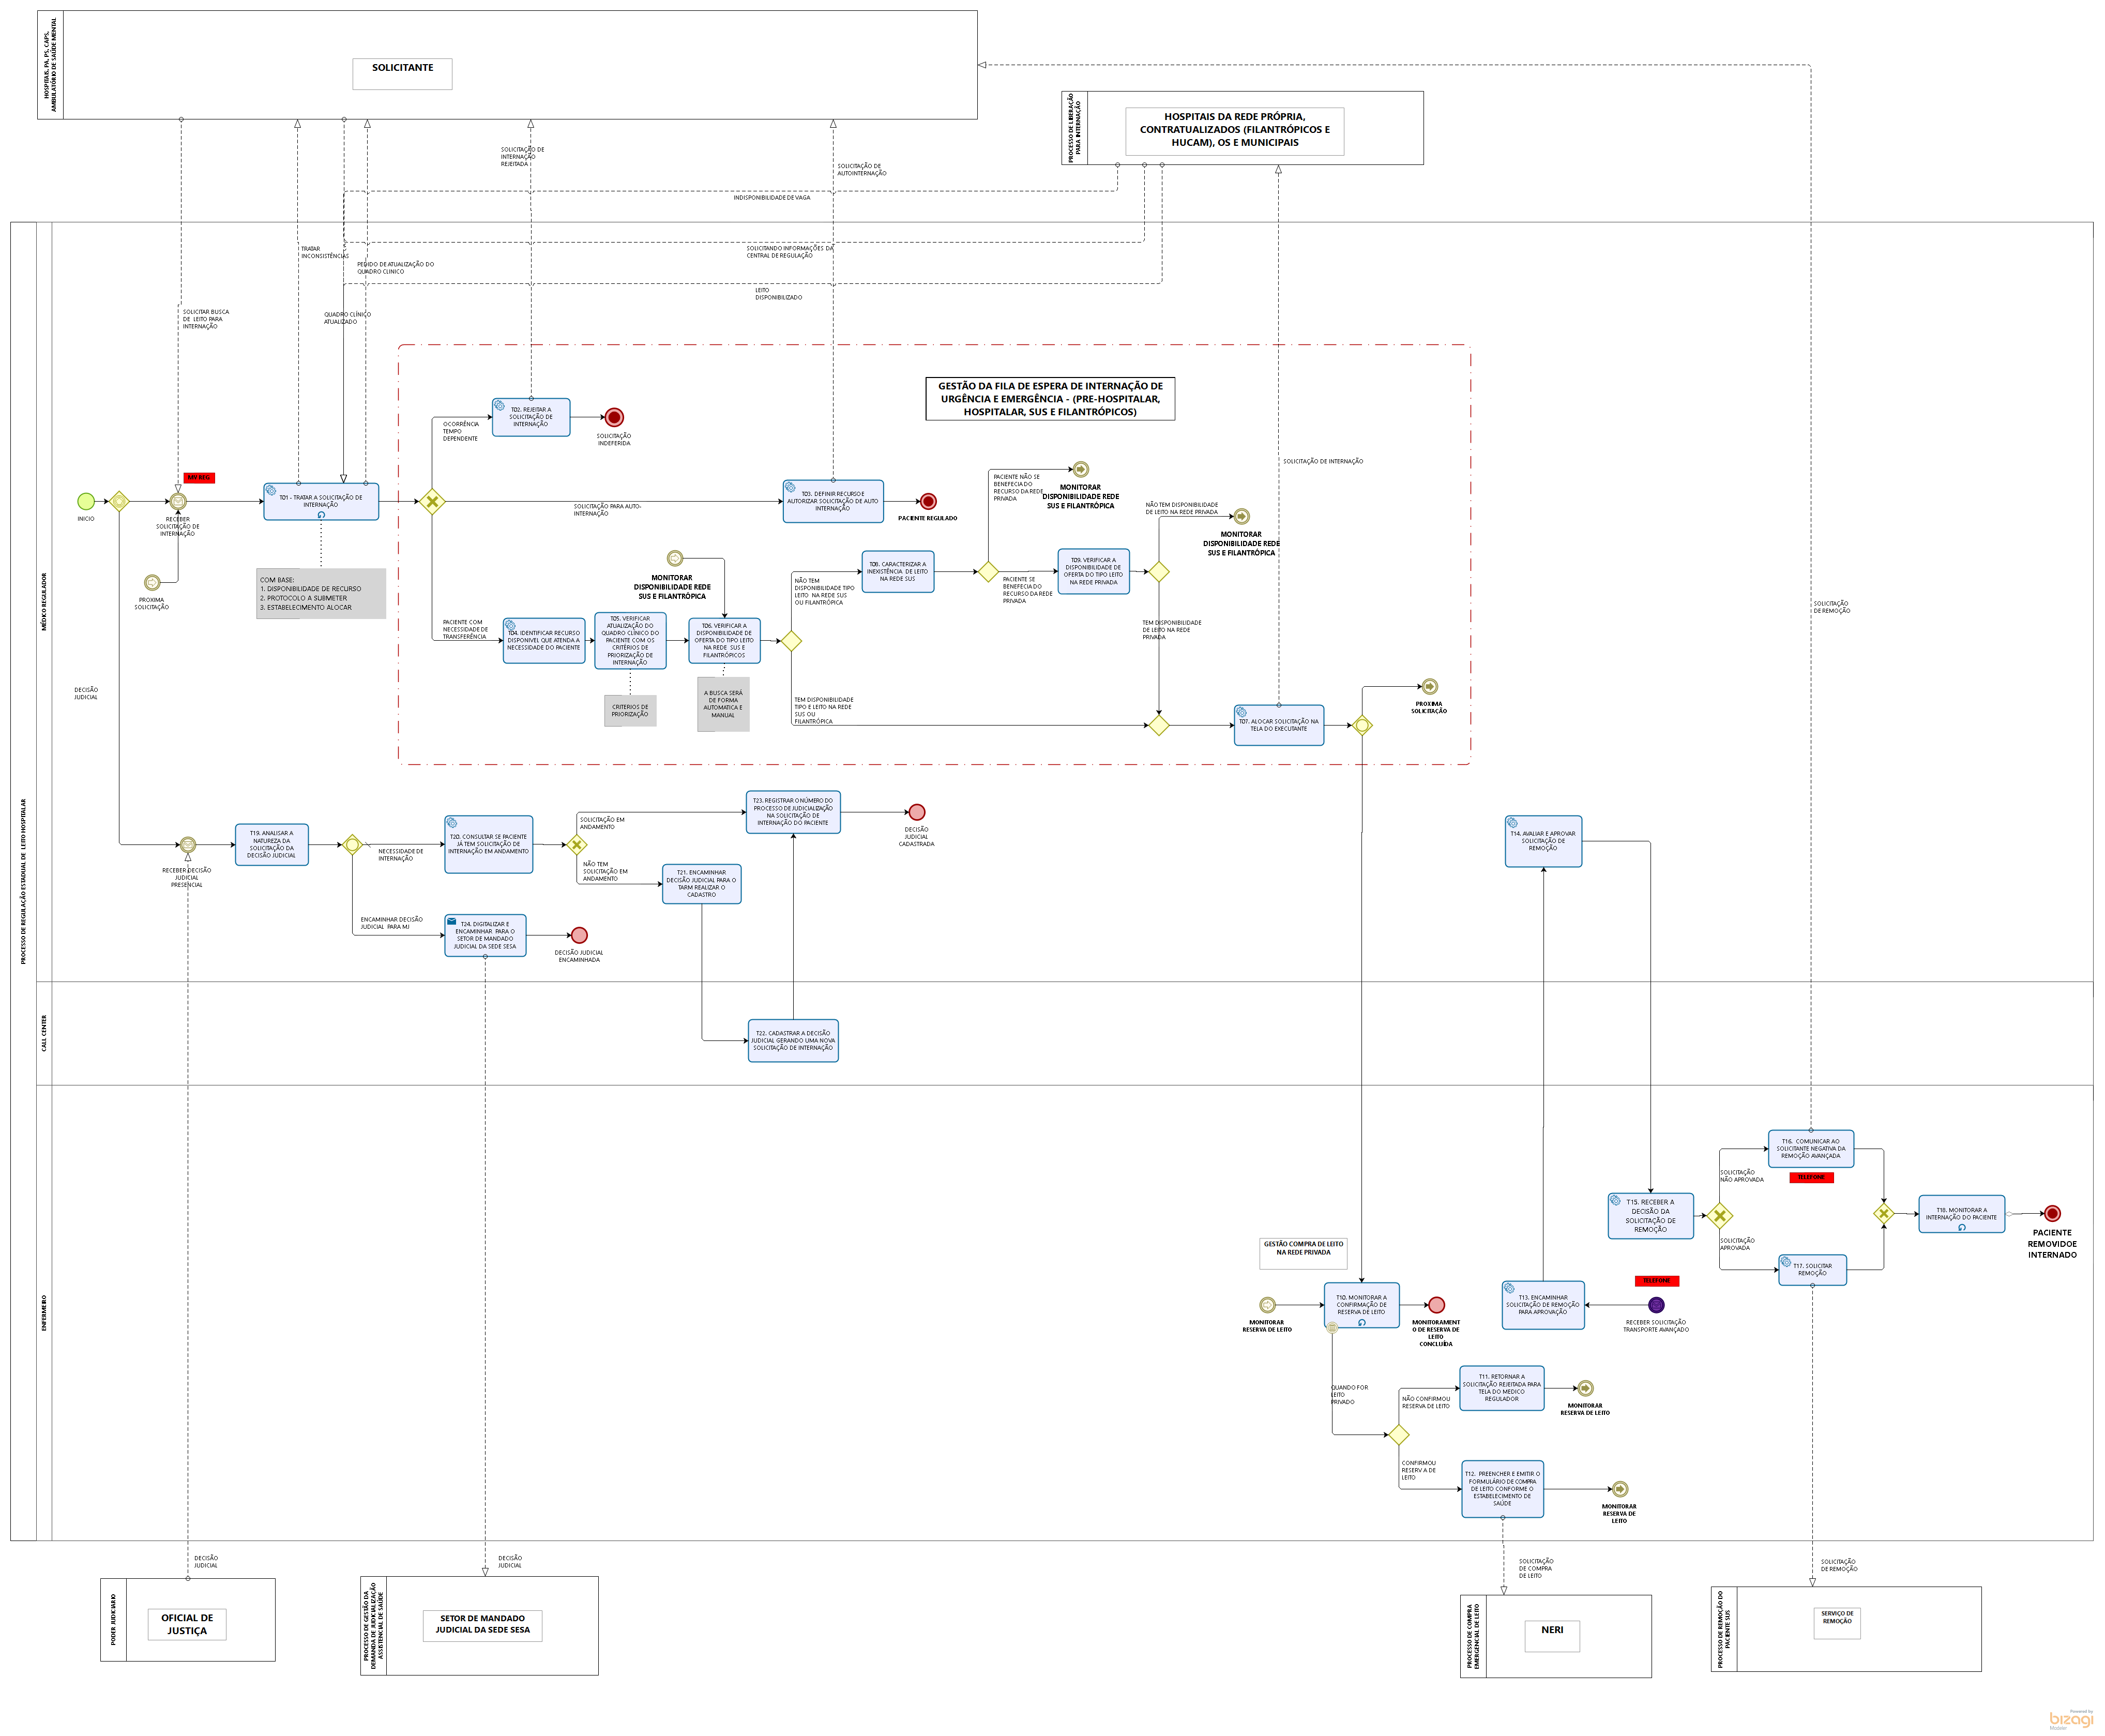 HOSPITAIS, PA, PS, CAPS,
AMBULATÓRIO DE SAÚDE MENTAL
SOLICITANTE
PROCESSO DE LIBERAÇÃO
PARA INTERNAÇÃO
HOSPITAIS DA REDE PRÓPRIA,
CONTRATUALIZADOS (FILANTRÓPICOS E
HUCAM), OS E MUNICIPAIS
SOLICITAÇÃO DE
INTERNAÇÃO
REJEITADA
SOLICITAÇÃO DE
AUTOINTERNAÇÃO
INDISPONIBILIDADE DE VAGA
TRATAR
INCONSISTÊNCIAS
PEDIDO DE ATUALIZAÇÃO DO
QUADRO CLINICO
SOLICITANDO INFORMAÇÕES DA
CENTRAL DE REGULAÇÃO
LEITO
DISPONIBILIZADO
SOLICITAR BUSCA
DE LEITO PARA
INTERNAÇÃO
QUADRO CLÍNICO
ATUALIZADO
PROCESSO DE REGULAÇÃO ESTADUAL DE LEITO HOSPITALAR
MÉDICO REGULADOR
GESTÃO DA FILA DE ESPERA DE INTERNAÇÃO DE
URGÊNCIA E EMERGÊNCIA - (PRE-HOSPITALAR,
HOSPITALAR, SUS E FILANTRÓPICOS)
T02. REJEITAR A
SOLICITAÇÃO DE
INTERNAÇÃO
OCORRÊNCIA
TEMPO
DEPENDENTE
SOLICITAÇÃO
INDEFERIDA
SOLICITAÇÃO DE INTERNAÇÃO
INICIO
RECEBER
SOLICITAÇÃO DE
INTERNAÇÃO
T01 - TRATAR A SOLICITAÇÃO DE
INTERNAÇÃO
SOLICITAÇÃO PARA AUTO-
INTERNAÇÃO
T03. DEFINIR RECURSO E
AUTORIZAR SOLICITAÇÃO DE AUTO
INTERNAÇÃO
PACIENTE REGULADO
PACIENTE NÃO SE
BENEFECIA DO
RECURSO DA REDE
PRIVADA
MONITORAR
DISPONIBILIDADE REDE
SUS E FILANTRÓPICA
NÃO TEM DISPONIBILIDADE
DE LEITO NA REDE PRIVADA
MONITORAR
DISPONIBILIDADE REDE
SUS E FILANTRÓPICA
PROXIMA
SOLICITAÇÃO
COM BASE:
1. DISPONIBILIDADE DE RECURSO
2. PROTOCOLO A SUBMETER
3. ESTABELECIMENTO ALOCAR
MONITORAR
DISPONIBILIDADE REDE
SUS E FILANTRÓPICA
NÃO TEM
DISPONIBILIDADE TIPO
LEITO NA REDE SUS
OU FILANTRÓPICA
T08. CARACTERIZAR A
INEXISTÊNCIA DE LEITO
NA REDE SUS
PACIENTE SE
BENEFECIA DO
RECURSO DA REDE
PRIVADA
T09. VERIFICAR A
DISPONIBILIDADE DE
OFERTA DO TIPO LEITO
NA REDE PRIVADA
PACIENTE COM
NECESSIDADE DE
TRANSFERÊNCIA
T04. IDENTIFICAR RECURSO
DISPONIVEL QUE ATENDA A
NECESSIDADE DO PACIENTE
T05. VERIFICAR
ATUALIZAÇÃO DO
QUADRO CLÍNICO DO
PACIENTE COM OS
CRITÉRIOS DE
PRIORIZAÇÃO DE
INTERNAÇÃO
T06. VERIFICAR A
DISPONIBILIDADE DE
OFERTA DO TIPO LEITO
NA REDE SUS E
FILANTRÓPICOS
TEM DISPONIBILIDADE
DE LEITO NA REDE
PRIVADA
CRITERIOS DE
PRIORIZAÇÃO
A BUSCA SERÁ
DE FORMA
AUTOMATICA E
MANUAL
TEM DISPONIBILIDADE
TIPO E LEITO NA REDE
SUS OU
FILANTRÓPICA
T07. ALOCAR SOLICITAÇÃO NA
TELA DO EXECUTANTE
PROXIMA
SOLICITAÇÃO
SOLICITAÇÃO
DE REMOÇÃO
DECISÃO
JUDICIAL
RECEBER DECISÃO
JUDICIAL
PRESENCIAL
T19. ANALISAR A
NATUREZA DA
SOLICITAÇÃO DA
DECISÃO JUDICIAL
NECESSIDADE DE
INTERNAÇÃO
T20. CONSULTAR SE PACIENTE
JÁ TEM SOLICITAÇÃO DE
INTERNAÇÃO EM ANDAMENTO
SOLICITAÇÃO EM
ANDAMENTO
T23. REGISTRAR O NÚMERO DO
PROCESSO DE JUDICIALIZAÇÃO
NA SOLICITAÇÃO DE
INTERNAÇÃO DO PACIENTE
DECISÃO
JUDICIAL
CADASTRADA
NÃO TEM
SOLICITAÇÃO EM
ANDAMENTO
T21. ENCAMINHAR
DECISÃO JUDICIAL PARA O
TARM REALIZAR O
CADASTRO
ENCAMINHAR DECISÃO
JUDICIAL PARA MJ
T24. DIGITALIZAR E
ENCAMINHAR PARA O
SETOR DE MANDADO
JUDICIAL DA SEDE SESA
DECISÃO JUDICIAL
ENCAMINHADA
T14. AVALIAR E APROVAR
SOLICITAÇÃO DE
REMOÇÃO
CALL CENTER
T22. CADASTRAR A DECISÃO
JUDICIAL GERANDO UMA NOVA
SOLICITAÇÃO DE INTERNAÇÃO
ENFERMEIRO
T16. COMUNICAR AO
SOLICITANTE NEGATIVA DA
REMOÇÃO AVANÇADA
TELEFONE
SOLICITAÇÃO
NÃO APROVADA
T15. RECEBER A
DECISÃO DA
SOLICITAÇÃO DE
REMOÇÃO
SOLICITAÇÃO
APROVADA
T17. SOLICITAR
REMOÇÃO
T18. MONITORAR A
INTERNAÇÃO DO PACIENTE
PACIENTE
REMOVIDOE
INTERNADO
GESTÃO COMPRA DE LEITO
NA REDE PRIVADA
MONITORAR
RESERVA DE LEITO
T10. MONITORAR A
CONFIRMAÇÃO DE
RESERVA DE LEITO
MONITORAMENT
O DE RESERVA DE
LEITO
CONCLUÍDA
T13. ENCAMINHAR
SOLICITAÇÃO DE REMOÇÃO
PARA APROVAÇÃO
TELEFONE
RECEBER SOLICITAÇÃO
TRANSPORTE AVANÇADO
QUANDO FOR
LEITO
PRIVADO
NÃO CONFIRMOU
RESERVA DE LEITO
T11. RETORNAR A
SOLICITAÇÃO REJEITADA PARA
TELA DO MEDICO
REGULADOR
MONITORAR
RESERVA DE LEITO
CONFIRMOU
RESERV A DE
LEITO
T12. PREENCHER E EMITIR O
FORMULÁRIO DE COMPRA
DE LEITO CONFORME O
ESTABELECIMENTO DE
SAÚDE
MONITORAR
RESERVA DE
LEITO
DECISÃO
JUDICIAL
DECISÃO
JUDICIAL
SOLICITAÇÃO
DE COMPRA
DE LEITO
SOLICITAÇÃO
DE REMOÇÃO
PODER JUDICIARIO
OFICIAL DE
JUSTIÇA
PROCESSO DE GESTÃO DA
DEMANDA DE JUDICIALIZAÇÃO
ASSISTENCIAL DE SAÚDE
SETOR DE MANDADO
JUDICIAL DA SEDE SESA
PROCESSO DE COMPRA
EMERGENCIAL DE LEITO
NERI
PROCESSO DE REMOÇÃO DO
PACIENTE SUS
SERVIÇO DE
REMOÇÃO
Powered by
bizagi
Modeler